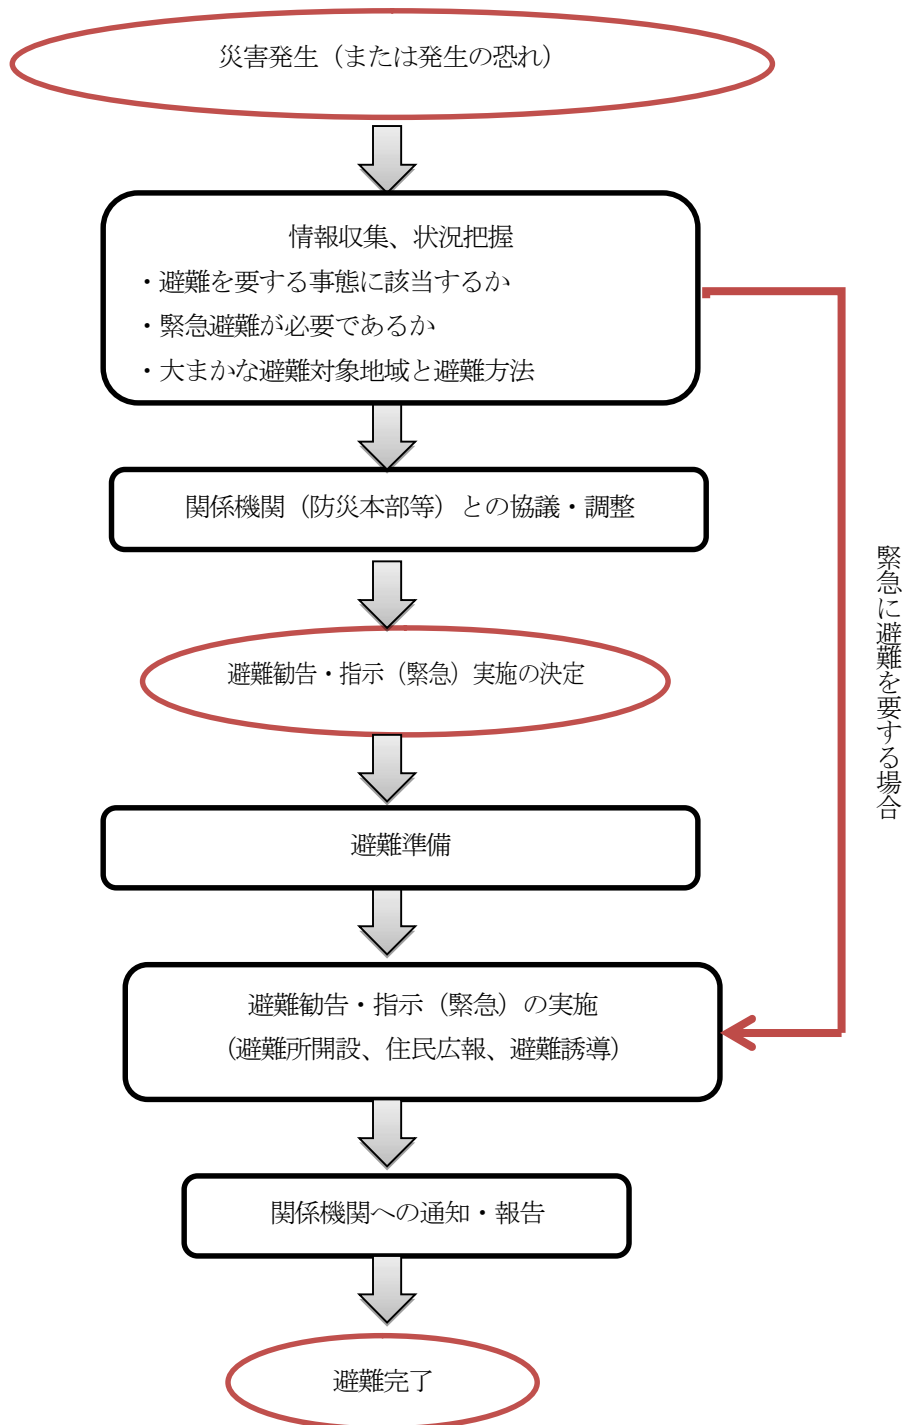 災害発生（または発生の恐れ）
情報収集、状況把握
・避難を要する事態に該当するか
・緊急避難が必要であるか
・大まかな避難対象地域と避難方法
関係機関（防災本部等）との協議・調整
避難勧告・指示（緊急）実施の決定
緊急に避難を要する場合
避難準備
避難勧告・指示（緊急）の実施
（避難所開設、住民広報、避難誘導）
関係機関への通知・報告
避難完了